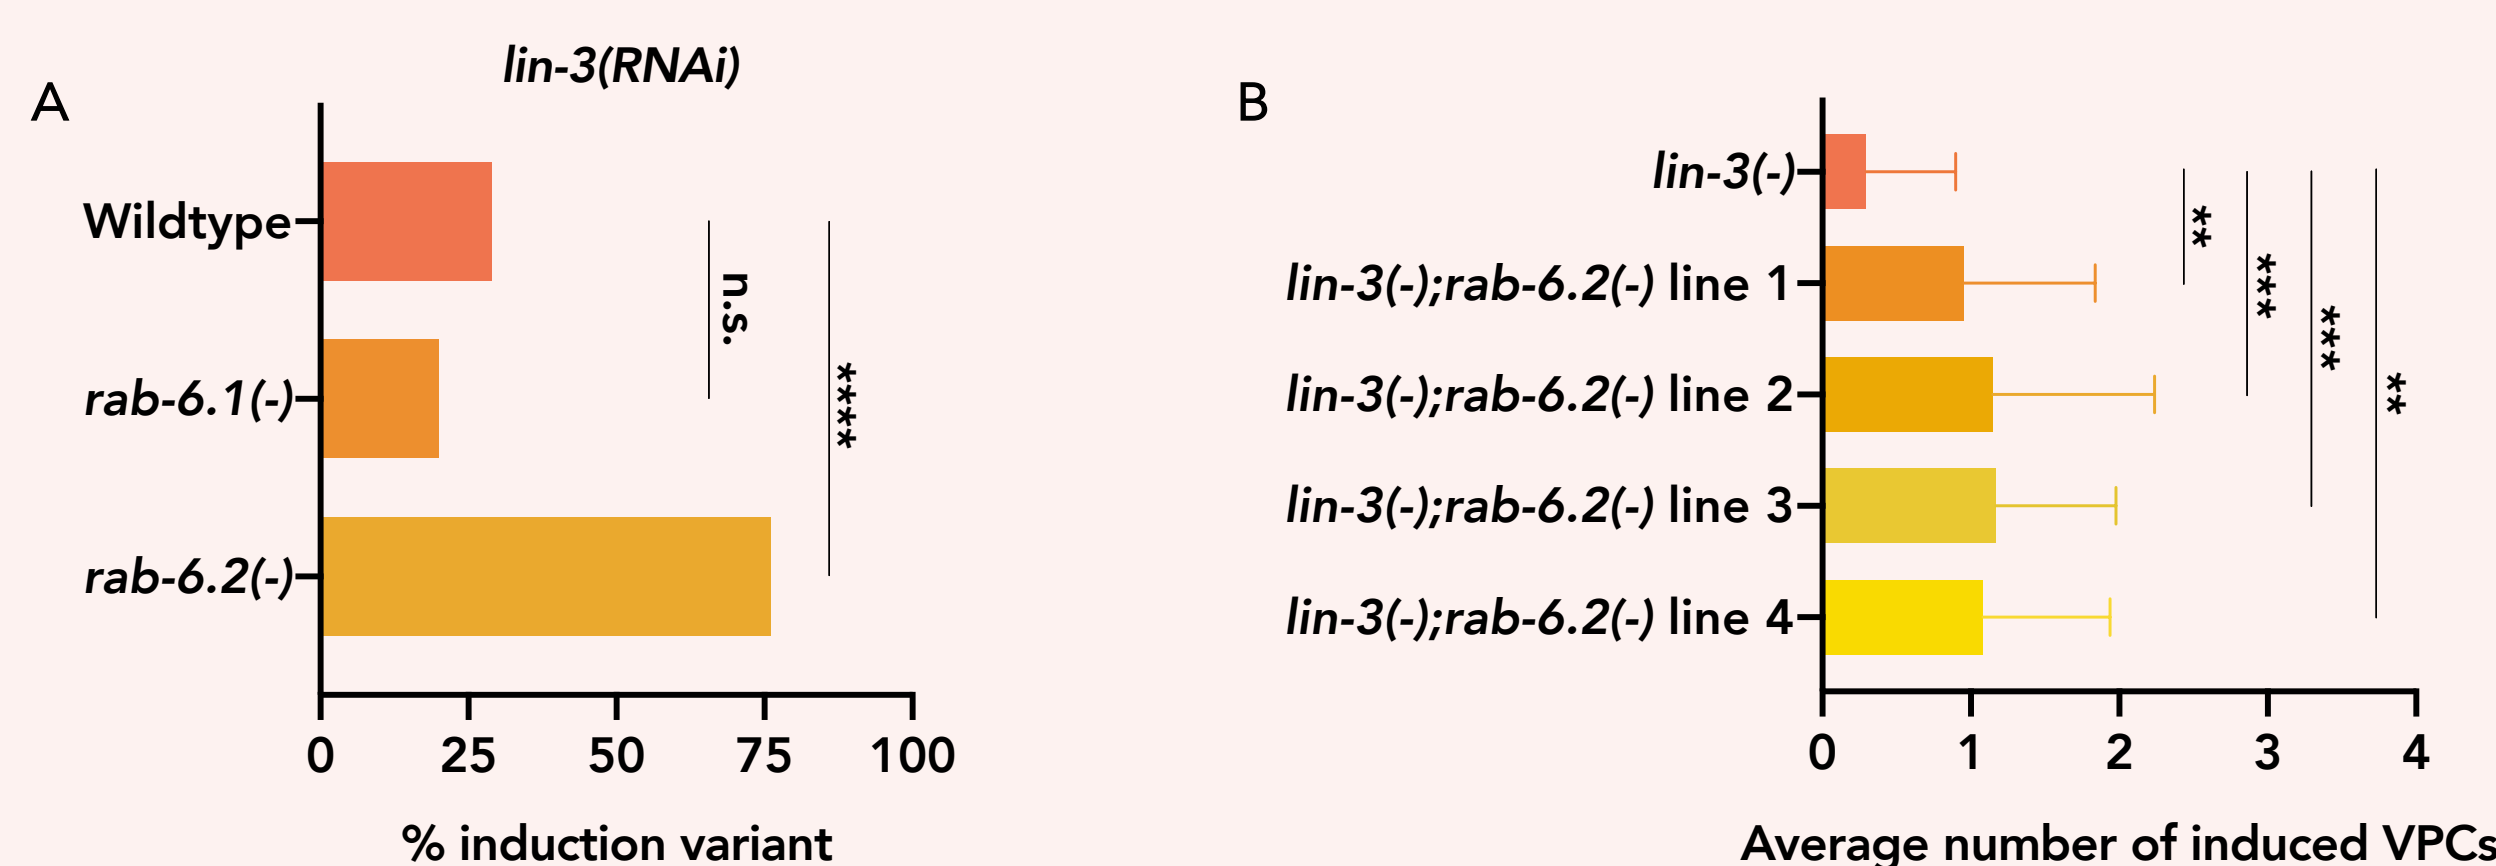 A
lin-3(RNAi)
Wildtype
rab-6.1(-)
rab-6.2(-)
n.s.
****
0 25 50 75 100
% induction variant
B
lin-3(-)
lin-3(-);rab-6.2(-) line 1
lin-3(-);rab-6.2(-) line 2
lin-3(-);rab-6.2(-) line 3
lin-3(-);rab-6.2(-) line 4
**
***
***
**
0 1 2 3 4
Average number of induced VPCs